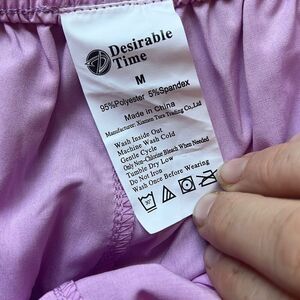 Desirable
Time
M
95%Polyester 5%Spandex
Made in China
Manufacturer: Xiamen Tura Trading Co.,Ltd
Wash Inside Out
Machine Wash Cold
Gentle Cycle
Only Non-Chlorine Bleach When Needed
Tumble Dry Low
Do Not Iron
Wash Once Before Wearing
30°